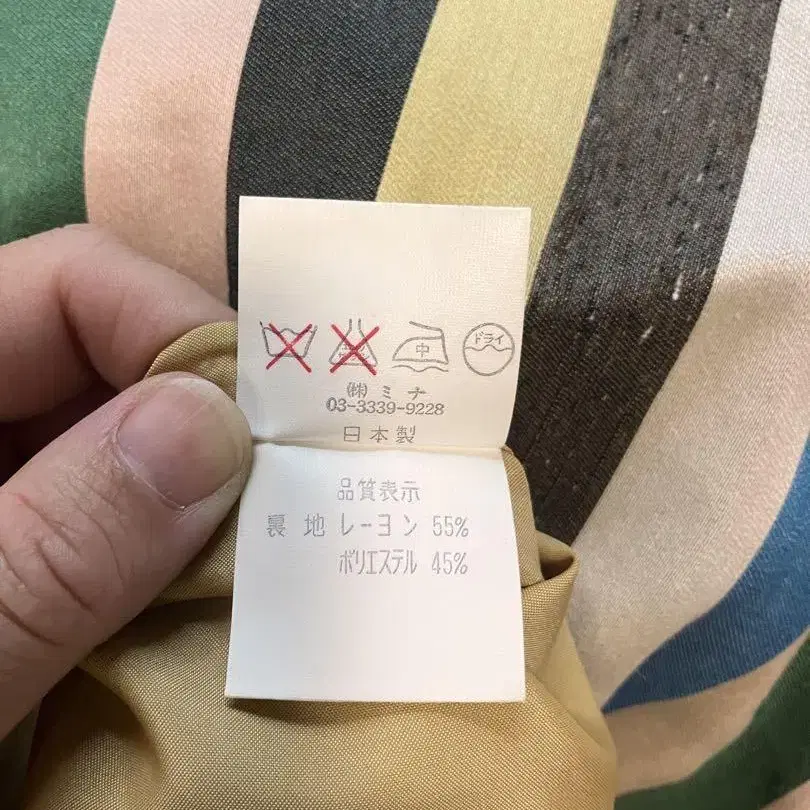 中 ドライ
(株) ミナ
03-3339-9228
日本製
品質表示
裏地 レーヨン 55%
ポリエステル 45%